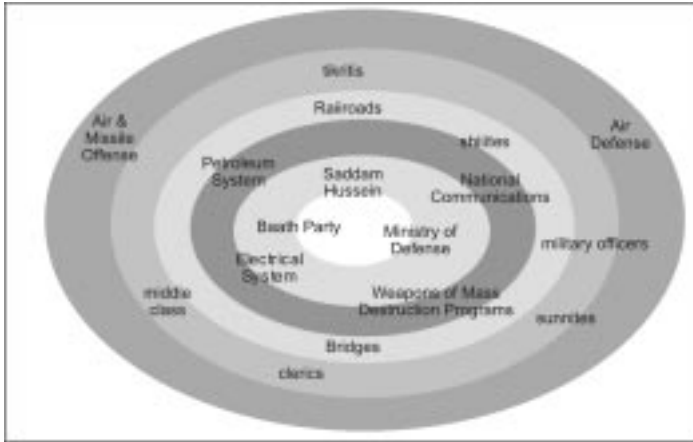 tikritis
Railroads
Air &
Missile
Offense
Air
Defense
shiites
Petroleum
System
Saddam
Hussein
National
Communications
Baath Party
Ministry of
Defense
military officers
Electrical
System
middle
class
Weapons of Mass
Destruction Programs
sunnites
Bridges
clerics